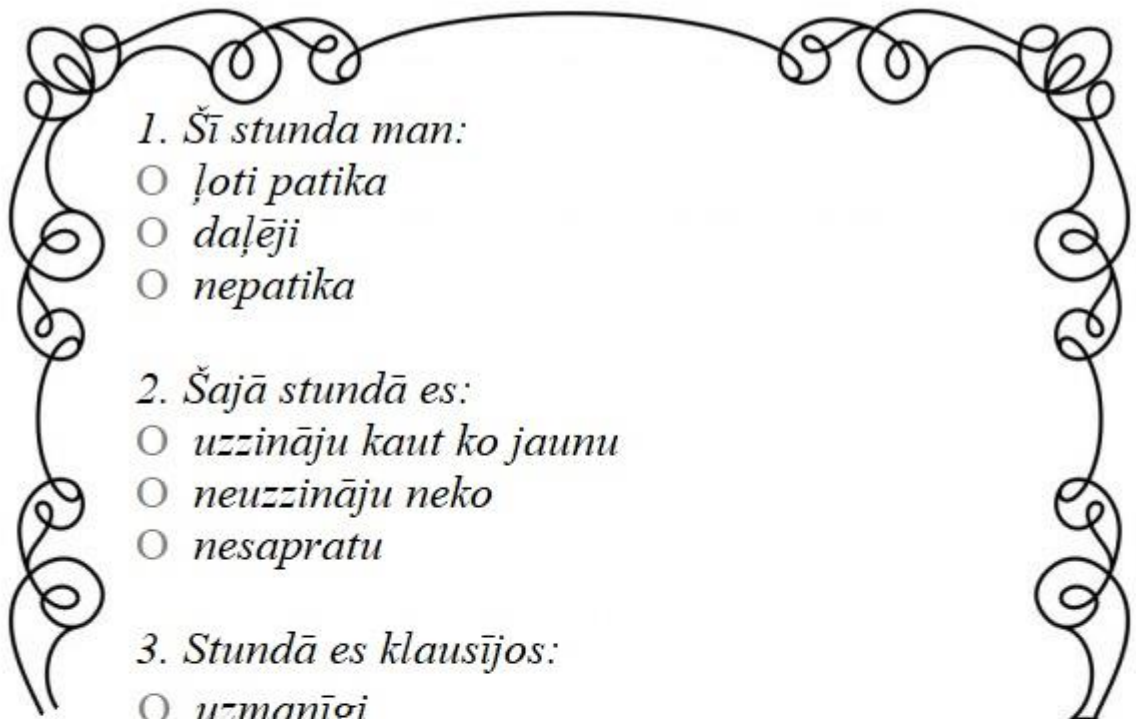 1. Šī stunda man:
O ļoti patika
O daļēji
O nepatika
2. Šajā stundā es:
O uzzināju kaut ko jaunu
O neuzzināju neko
O nesapratu
3. Stundā es klausījos:
O uzmanīgi